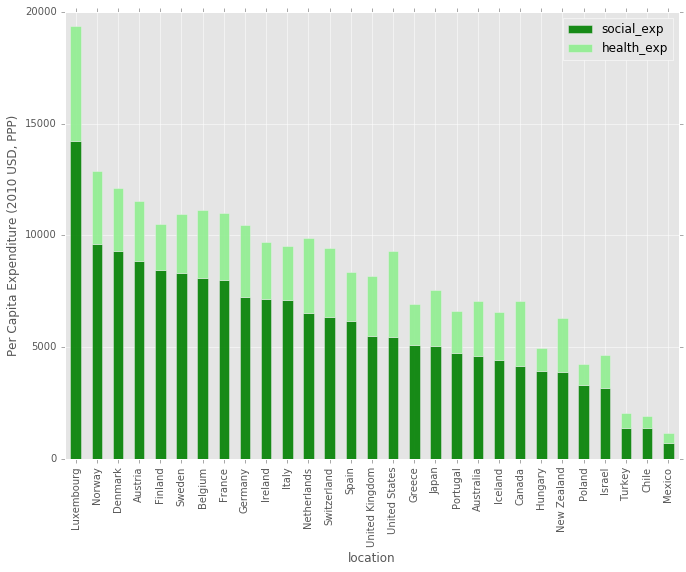 20000
15000
10000
5000
0
Per Capita Expenditure (2010 USD, PPP)
social_exp
health_exp
Luxembourg
Norway
Denmark
Austria
Finland
Sweden
Belgium
France
Germany
Ireland
Italy
Netherlands
Switzerland
Spain
United Kingdom
United States
Greece
Japan
Portugal
Australia
Iceland
Canada
Hungary
New Zealand
Poland
Israel
Turkey
Chile
Mexico
location